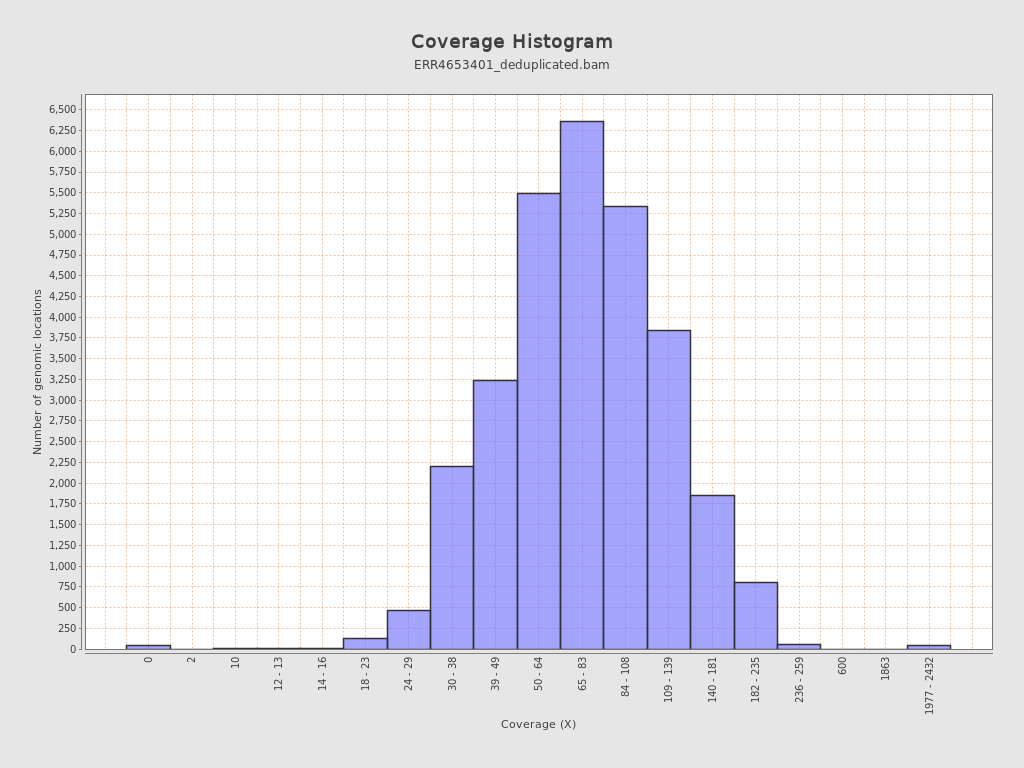 Coverage Histogram
ERR4653401_deduplicated.bam
6,500
6,250
6,000
5,750
5,500
5,250
5,000
4,750
4,500
4,250
4,000
3,750
3,500
3,250
3,000
2,750
2,500
2,250
2,000
1,750
1,500
1,250
1,000
750
500
250
0
Number of genomic locations
0
2
10
12 - 13
14 - 16
18 - 23
24 - 29
30 - 38
39 - 49
50 - 64
65 - 83
84 - 108
109 - 139
140 - 181
182 - 235
236 - 259
600
1863
1977 - 2432
Coverage (X)